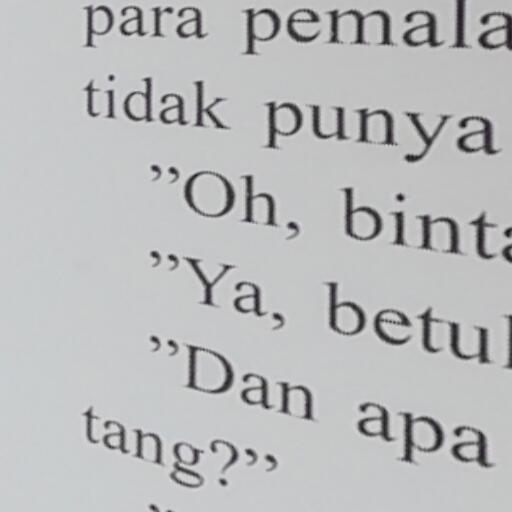 para pemala
tidak punya
”Oh, binta
”Ya, betul
”Dan apa
tang?”